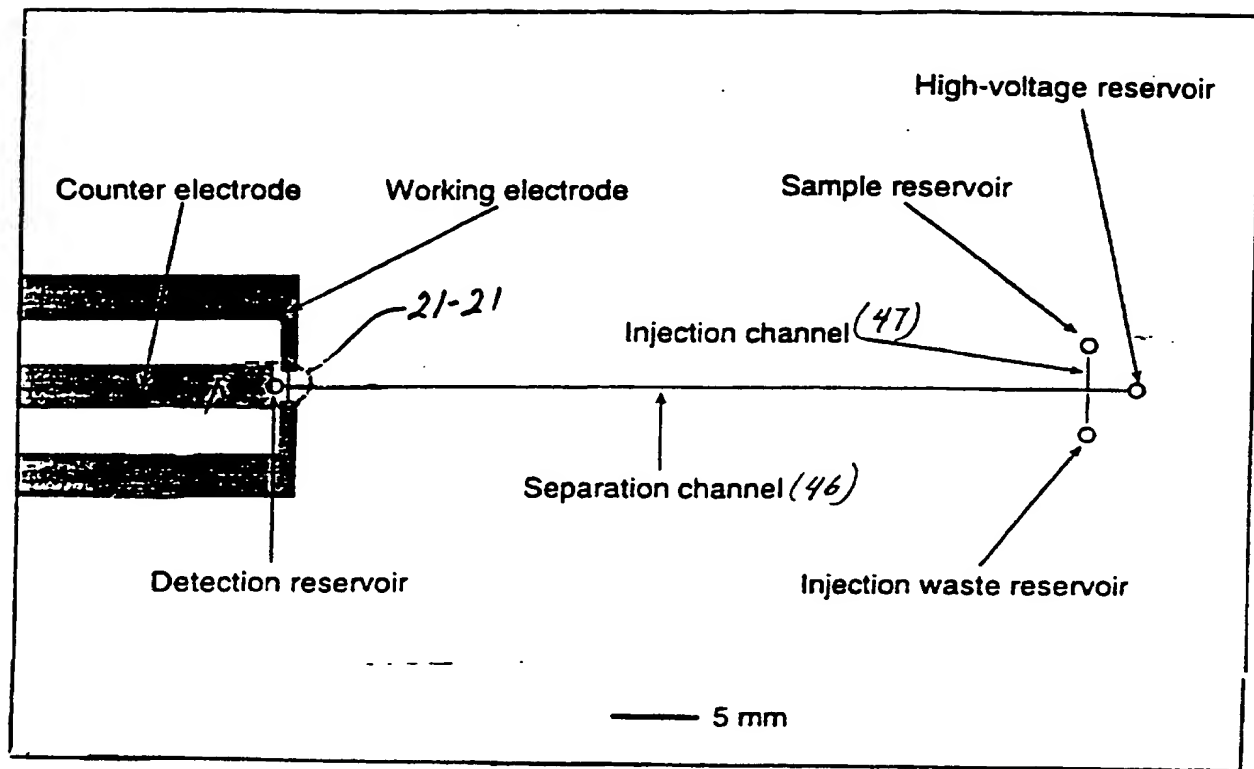 High-voltage reservoir
Counter electrode
Working electrode
Sample reservoir
21-21
Injection channel (47)
Separation channel (46)
Detection reservoir
Injection waste reservoir
5 mm